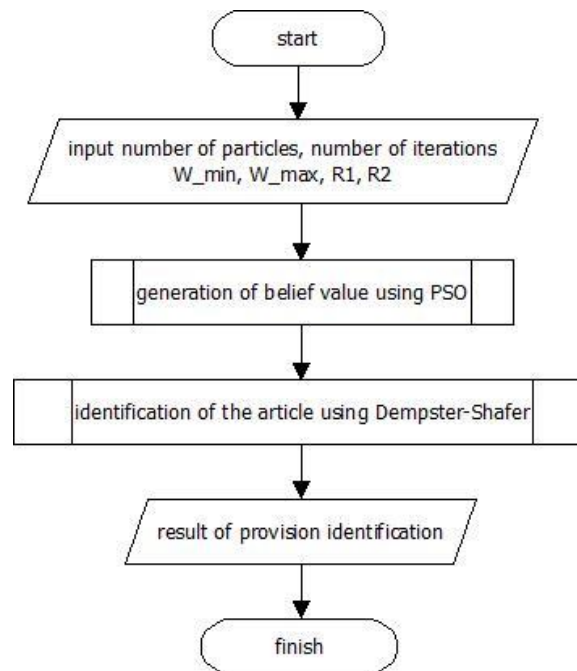 start
input number of particles, number of iterations
W_min, W_max, R1, R2
generation of belief value using PSO
identification of the article using Dempster-Shafer
result of provision identification
finish